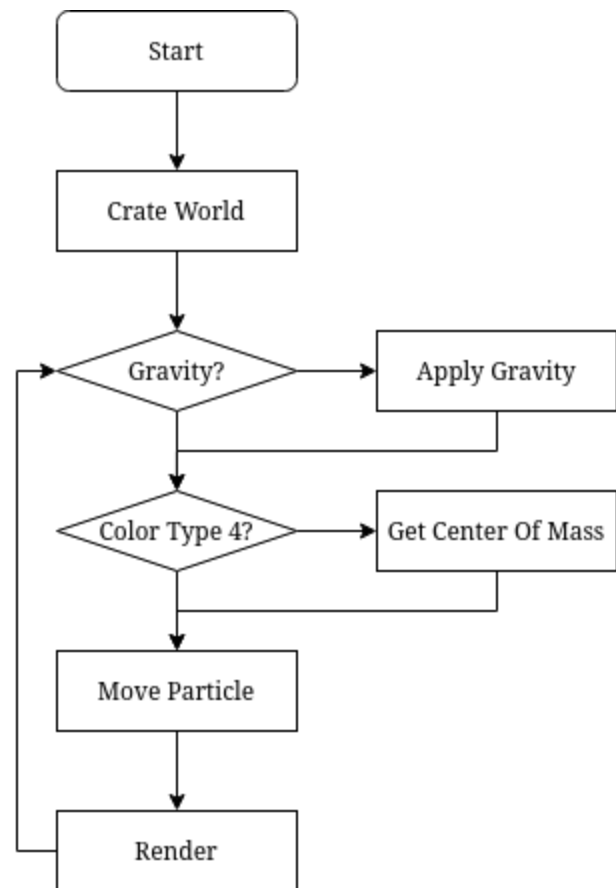 Start
Crate World
Gravity?
Apply Gravity
Color Type 4?
Get Center Of Mass
Move Particle
Render